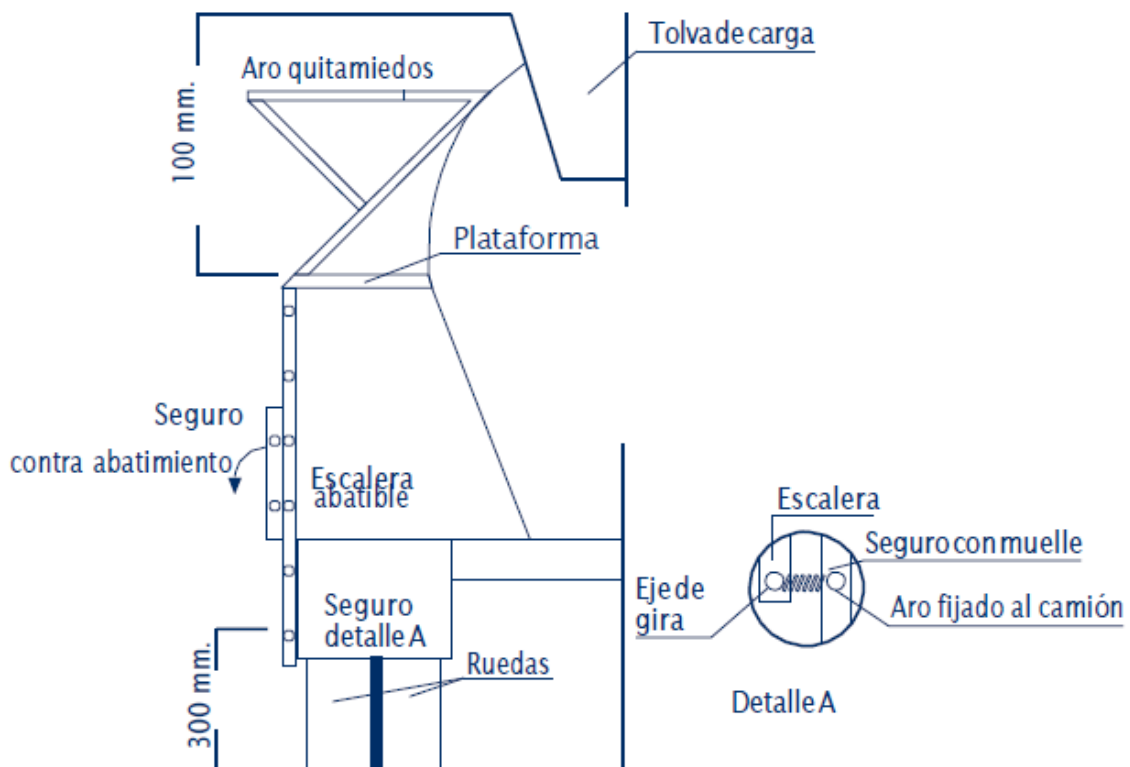 Tolva de carga
Aro quitamiedos
100 mm.
Plataforma
Seguro
contra abatimiento
Escalera
abatible
Seguro
detalle A
300 mm.
Ruedas
Escalera
Seguro con muelle
Eje de
gira
Aro fijado al camión
Detalle A